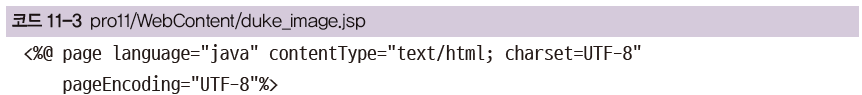 코드 11-3 pro11/WebContent/duke_image.jsp
<%@ page language="java" contentType="text/html; charset=UTF-8"
pageEncoding="UTF-8"%>